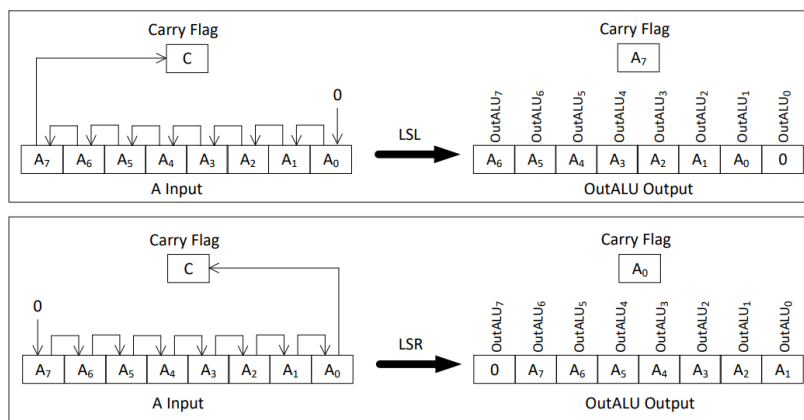 Carry Flag
C
0
A₇ A₆ A₅ A₄ A₃ A₂ A₁ A₀
A Input
LSL
Carry Flag
A₇
OutALU₇ OutALU₆ OutALU₅ OutALU₄ OutALU₃ OutALU₂ OutALU₁ OutALU₀
A₆ A₅ A₄ A₃ A₂ A₁ A₀ 0
OutALU Output
Carry Flag
C
0
A₇ A₆ A₅ A₄ A₃ A₂ A₁ A₀
A Input
LSR
Carry Flag
A₀
OutALU₇ OutALU₆ OutALU₅ OutALU₄ OutALU₃ OutALU₂ OutALU₁ OutALU₀
0 A₇ A₆ A₅ A₄ A₃ A₂ A₁
OutALU Output